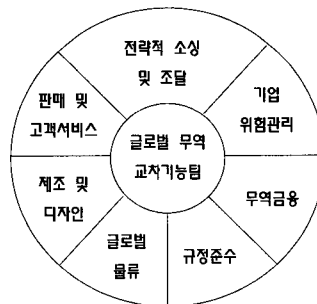 전략적 소싱
및 조달
기업
위험관리
무역금융
규정준수
글로벌
물류
제조 및
디자인
판매 및
고객서비스
글로벌 무역
교차기능팀